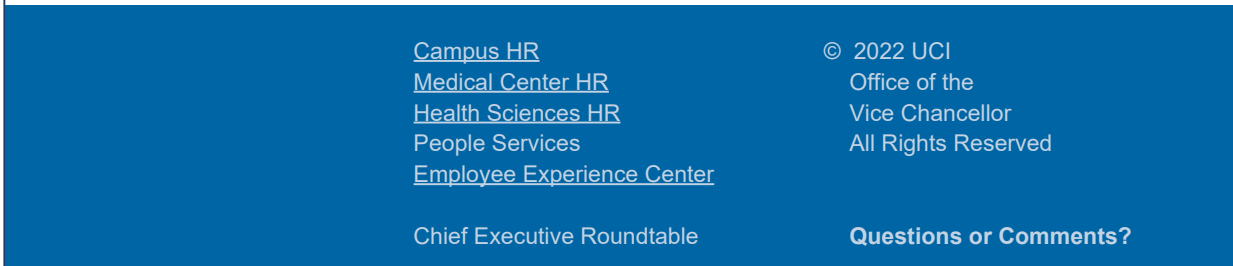 Campus HR
Medical Center HR
Health Sciences HR
People Services
Employee Experience Center
Chief Executive Roundtable
© 2022 UCI
Office of the
Vice Chancellor
All Rights Reserved
Questions or Comments?